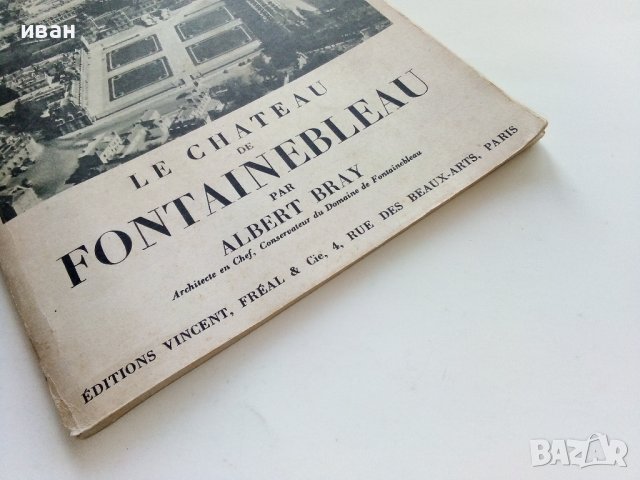 иван
LE CHATEAU
DE
FONTAINEBLEAU
PAR
ALBERT BRAY
Architecte en Chef, Conservateur du Domaine de Fontainebleau
ÉDITIONS VINCENT, FRÉAL & Cie, 4, RUE DES BEAUX-ARTS, PARIS
BAZAR